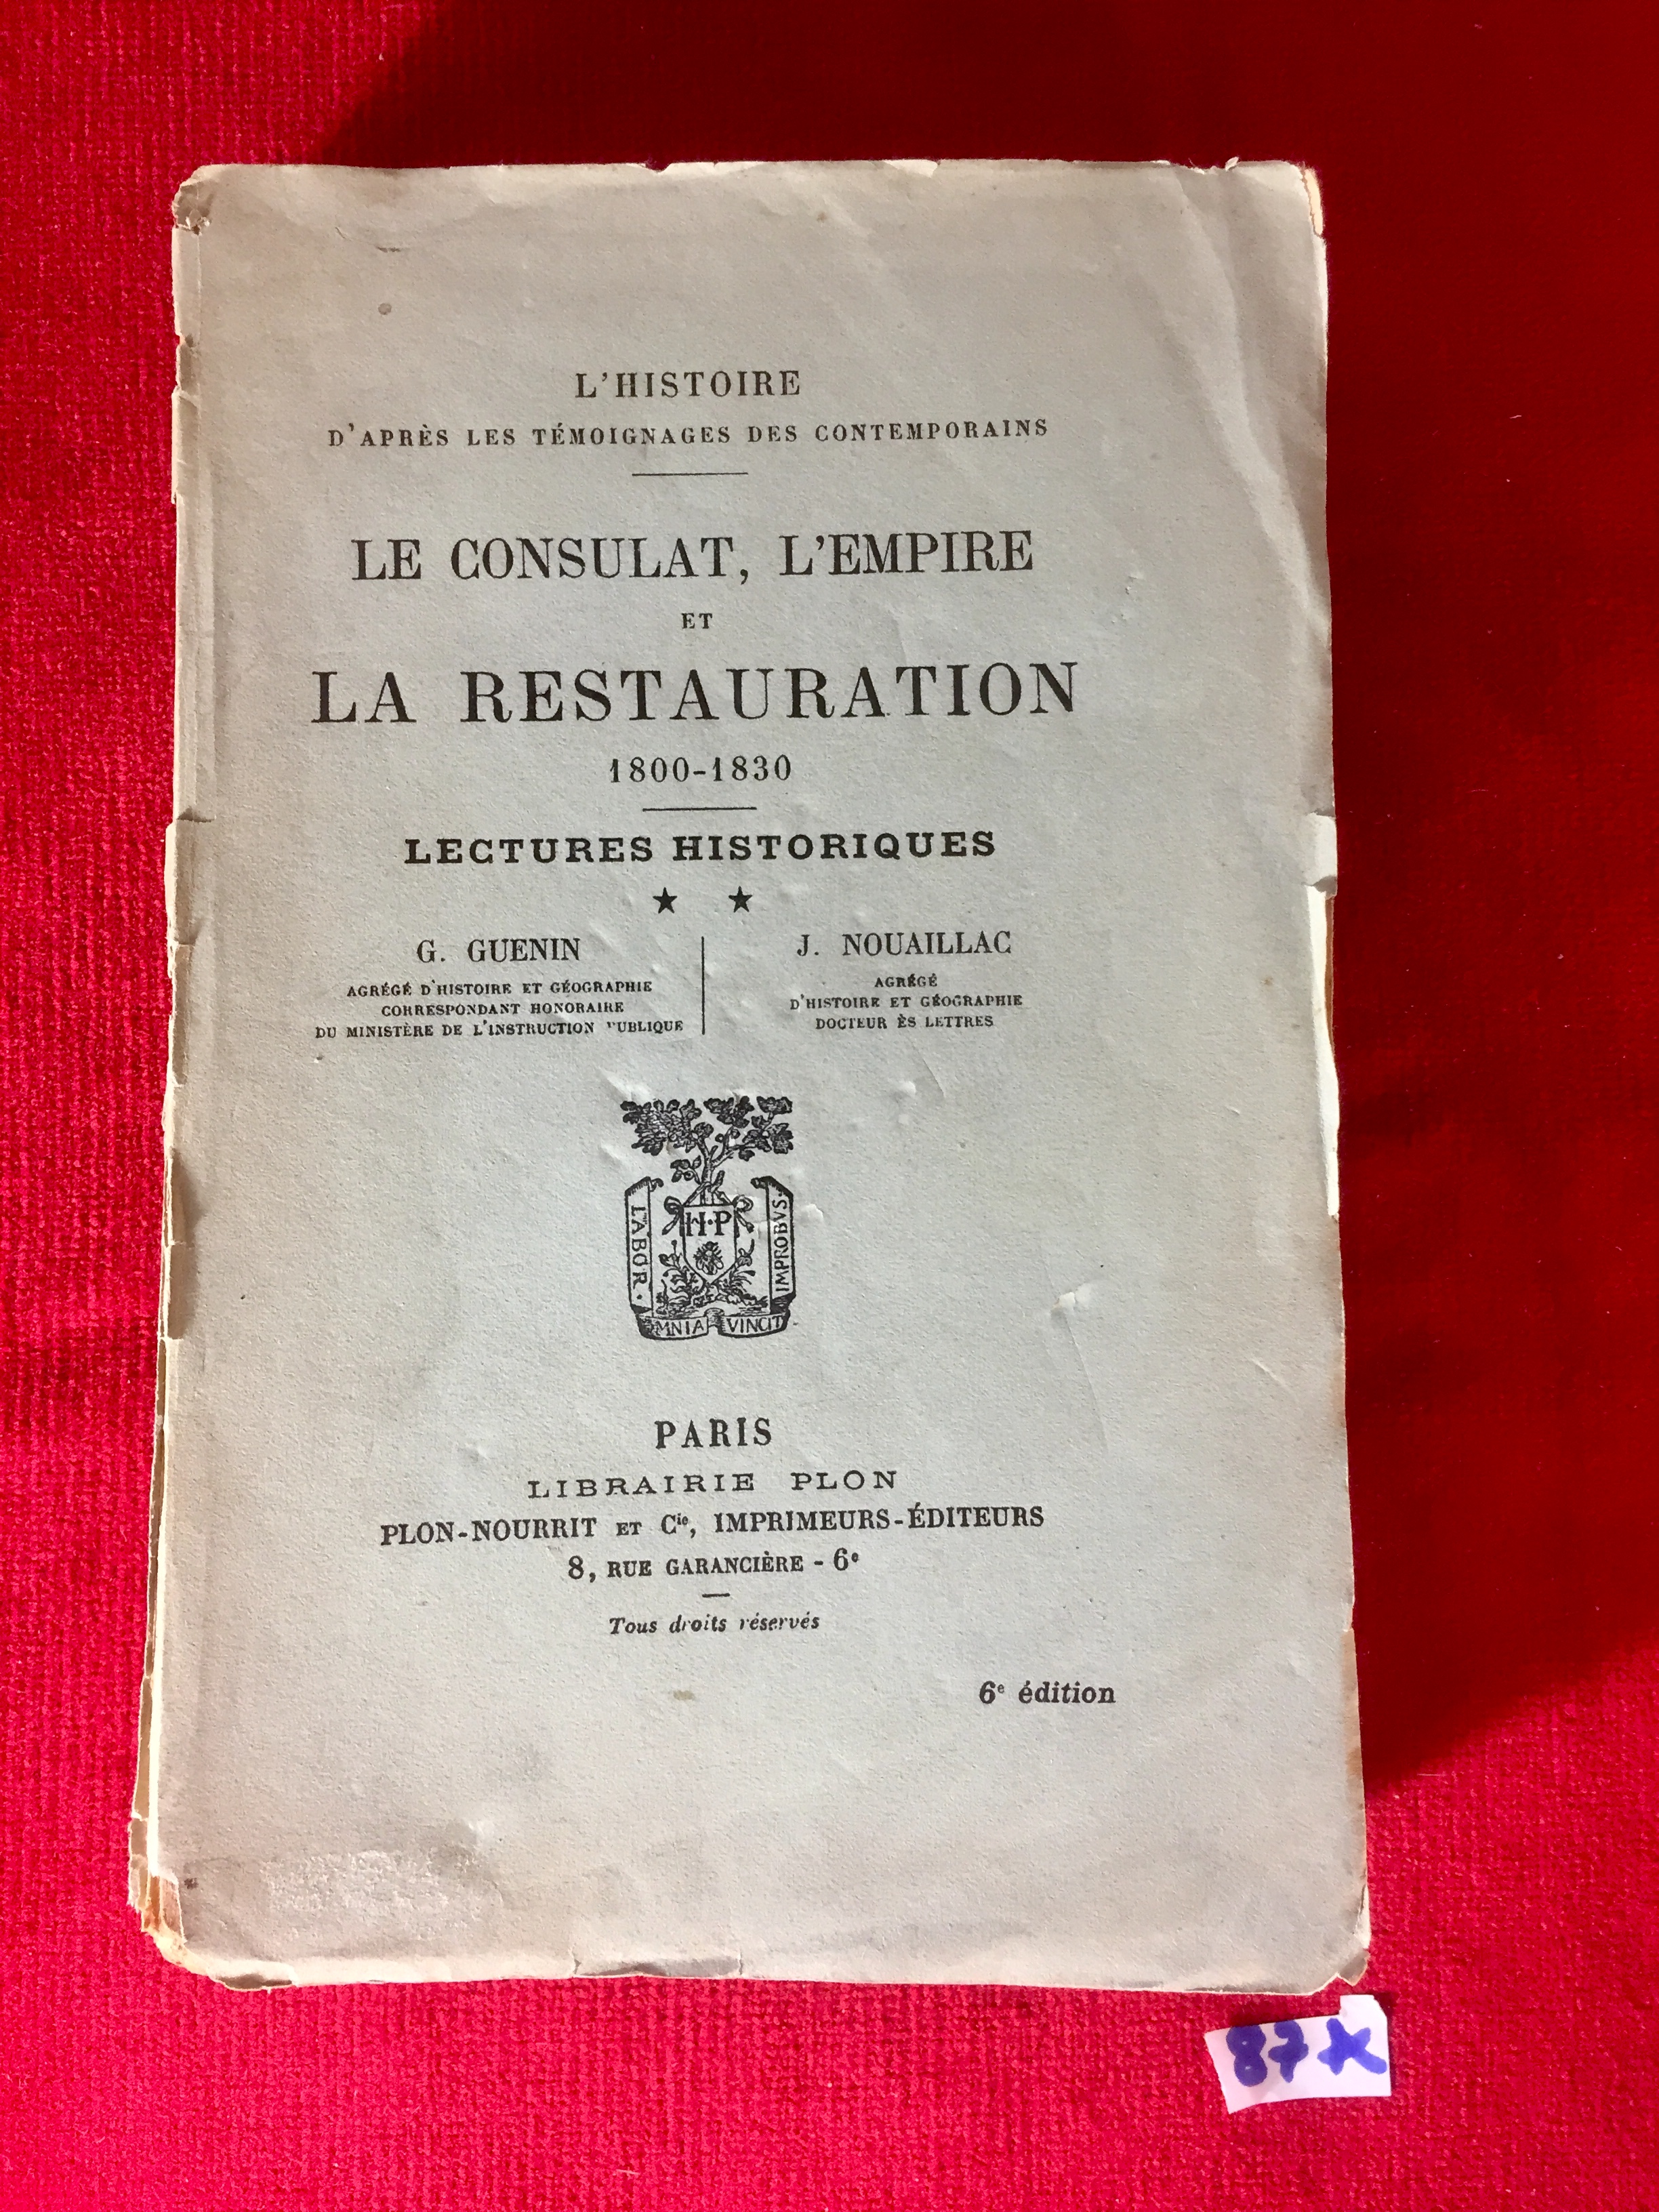 L'HISTOIRE
D'APRÈS LES TÉMOIGNAGES DES CONTEMPORAINS
LE CONSULAT, L'EMPIRE
ET
LA RESTAURATION
1800-1830
LECTURES HISTORIQUES
★ ★
G. GUENIN
AGRÉGÉ D'HISTOIRE ET GÉOGRAPHIE
CORRESPONDANT HONORAIRE
DU MINISTÈRE DE L'INSTRUCTION PUBLIQUE
J. NOUAILLAC
AGRÉGÉ
D'HISTOIRE ET GÉOGRAPHIE
DOCTEUR ÈS LETTRES
LABOR.
H.P
IMPROBVS.
OMNIA VINCIT
PARIS
LIBRAIRIE PLON
PLON-NOURRIT ET Cie, IMPRIMEURS-ÉDITEURS
8, RUE GARANCIÈRE - 6e
Tous droits réservés
6e édition
87